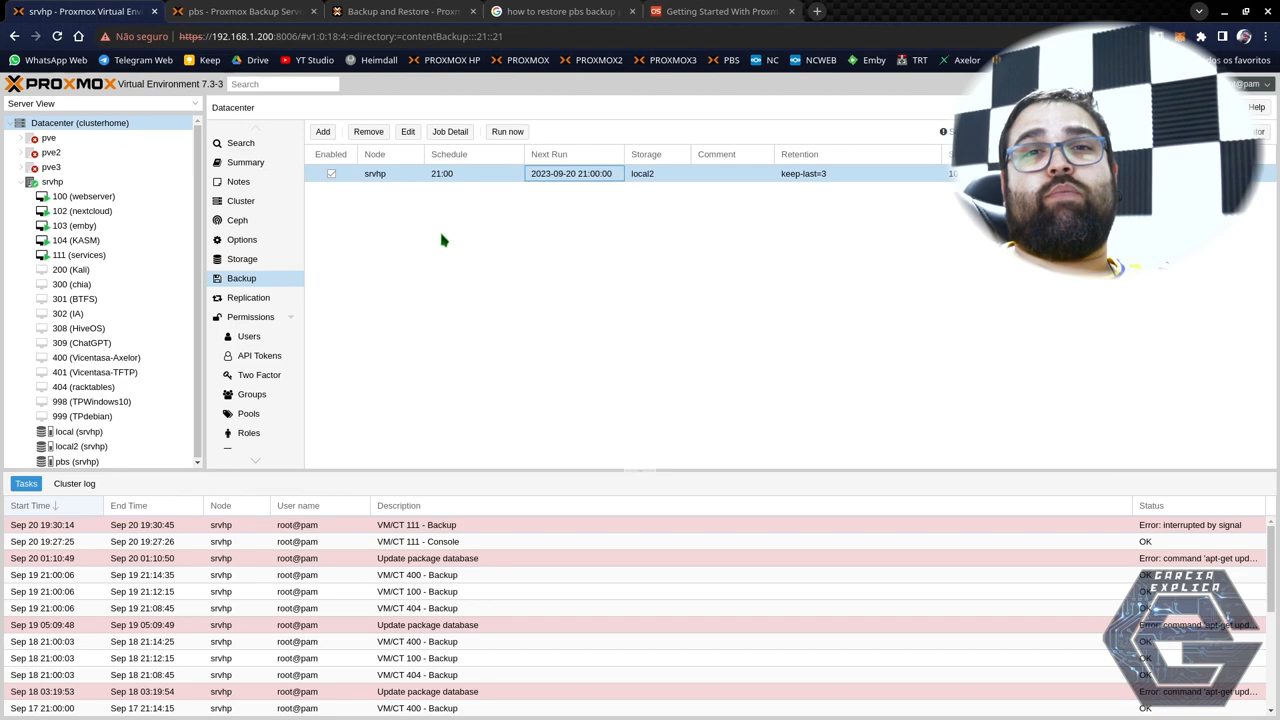 srvhp - Proxmox Virtual Environ
pbs - Proxmox Backup Serve
Backup and Restore - Proxm
how to restore pbs backup p
Getting Started With Proxm
Não seguro
https://192.168.1.200:8006/#v1:0:18:4:=directory:=contentBackup:::21::21
WhatsApp Web
Telegram Web
Keep
Drive
YT Studio
Heimdall
PROXMOX HP
PROXMOX
PROXMOX2
PROXMOX3
PBS
NC
NCWEB
Emby
TRT
Axelor
dos os favoritos
PROXMOX Virtual Environment 7.3-3
Search
t@pam
Server View
Datacenter
Help
Datacenter (clusterhome)
pve
pve2
pve3
srvhp
100 (webserver)
102 (nextcloud)
103 (emby)
104 (KASM)
111 (services)
200 (Kali)
300 (chia)
301 (BTFS)
302 (IA)
308 (HiveOS)
309 (ChatGPT)
400 (Vicentasa-Axelor)
401 (Vicentasa-TFTP)
404 (racktables)
998 (TPWindows10)
999 (TPdebian)
local (srvhp)
local2 (srvhp)
pbs (srvhp)
Search
Summary
Notes
Cluster
Ceph
Options
Storage
Backup
Replication
Permissions
Users
API Tokens
Two Factor
Groups
Pools
Roles
Add
Remove
Edit
Job Detail
Run now
Enabled
Node
Schedule
Next Run
Storage
Comment
Retention
srvhp
21:00
2023-09-20 21:00:00
local2
keep-last=3
Tasks
Cluster log
Start Time
End Time
Node
User name
Description
Status
Sep 20 19:30:14 Sep 20 19:30:45 srvhp root@pam VM/CT 111 - Backup Error: interrupted by signal
Sep 20 19:27:25 Sep 20 19:27:26 srvhp root@pam VM/CT 111 - Console OK
Sep 20 01:10:49 Sep 20 01:10:50 srvhp root@pam Update package database Error: command 'apt-get upd...
Sep 19 21:00:06 Sep 19 21:14:35 srvhp root@pam VM/CT 400 - Backup OK
Sep 19 21:00:06 Sep 19 21:12:15 srvhp root@pam VM/CT 100 - Backup OK
Sep 19 21:00:06 Sep 19 21:08:45 srvhp root@pam VM/CT 404 - Backup OK
Sep 19 05:09:48 Sep 19 05:09:49 srvhp root@pam Update package database Error: command 'apt-get upd...
Sep 18 21:00:03 Sep 18 21:14:25 srvhp root@pam VM/CT 400 - Backup OK
Sep 18 21:00:03 Sep 18 21:12:15 srvhp root@pam VM/CT 100 - Backup OK
Sep 18 21:00:03 Sep 18 21:08:45 srvhp root@pam VM/CT 404 - Backup OK
Sep 18 03:19:53 Sep 18 03:19:54 srvhp root@pam Update package database Error: command 'apt-get upd...
Sep 17 21:00:00 Sep 17 21:14:15 srvhp root@pam VM/CT 400 - Backup OK
GARCIA
EXPLICA